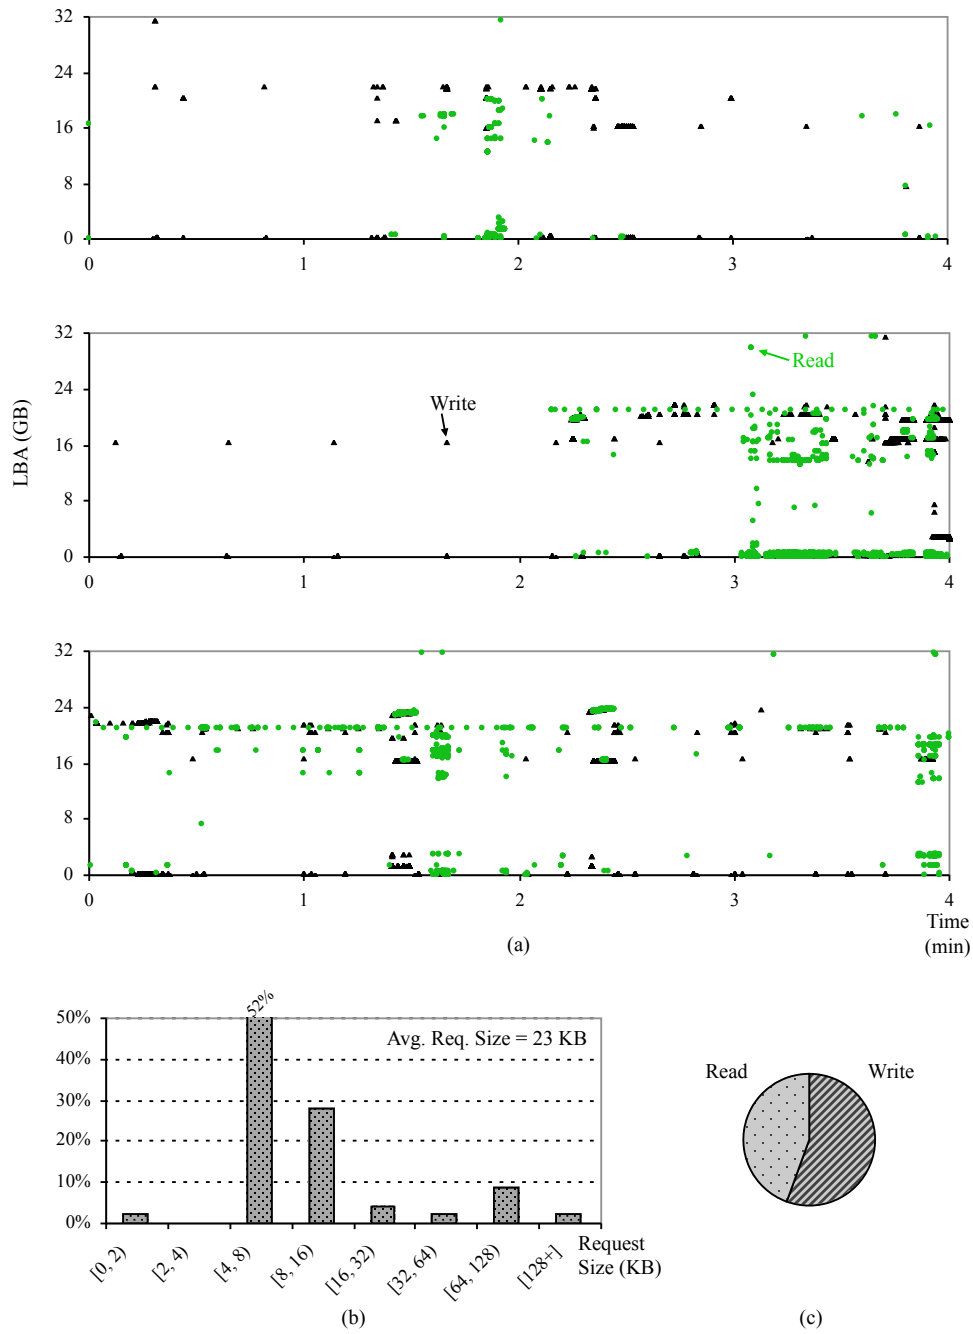 32
24
16
8
0
0 1 2 3 4
32
24
16
8
0
LBA (GB)
Write
Read
0 1 2 3 4
32
24
16
8
0
0 1 2 3 4
Time
(min)
(a)
52%
50%
40%
30%
20%
10%
0%
Avg. Req. Size = 23 KB
[0, 2)
[2, 4)
[4, 8)
[8, 16)
[16, 32)
[32, 64)
[64, 128)
[128+]
Request
Size (KB)
(b)
Read
Write
(c)